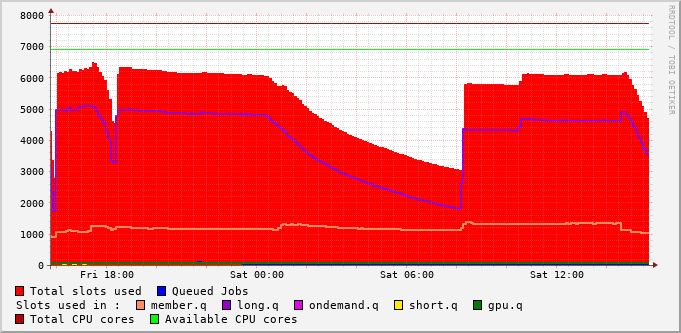 8000
7000
6000
5000
4000
3000
2000
1000
0
Fri 18:00 Sat 00:00 Sat 06:00 Sat 12:00
RRDTOOL / TOBI OETIKER
Total slots used Queued Jobs
Slots used in : member.q long.q ondemand.q short.q gpu.q
Total CPU cores Available CPU cores